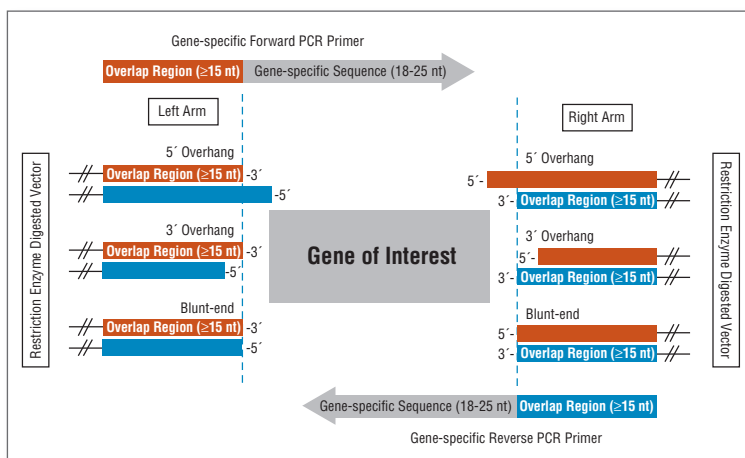 Gene-specific Forward PCR Primer
Overlap Region (≥15 nt) Gene-specific Sequence (18-25 nt)
Left Arm
Right Arm
Restriction Enzyme Digested Vector
5´ Overhang
Overlap Region (≥15 nt) -3´
-5´
3´ Overhang
Overlap Region (≥15 nt) -3´
-5´
Blunt-end
Overlap Region (≥15 nt) -3´
-5´
Gene of Interest
5´ Overhang
5´-
3´- Overlap Region (≥15 nt)
3´ Overhang
5´-
3´- Overlap Region (≥15 nt)
Blunt-end
5´-
3´- Overlap Region (≥15 nt)
Restriction Enzyme Digested Vector
Gene-specific Sequence (18-25 nt) Overlap Region (≥15 nt)
Gene-specific Reverse PCR Primer